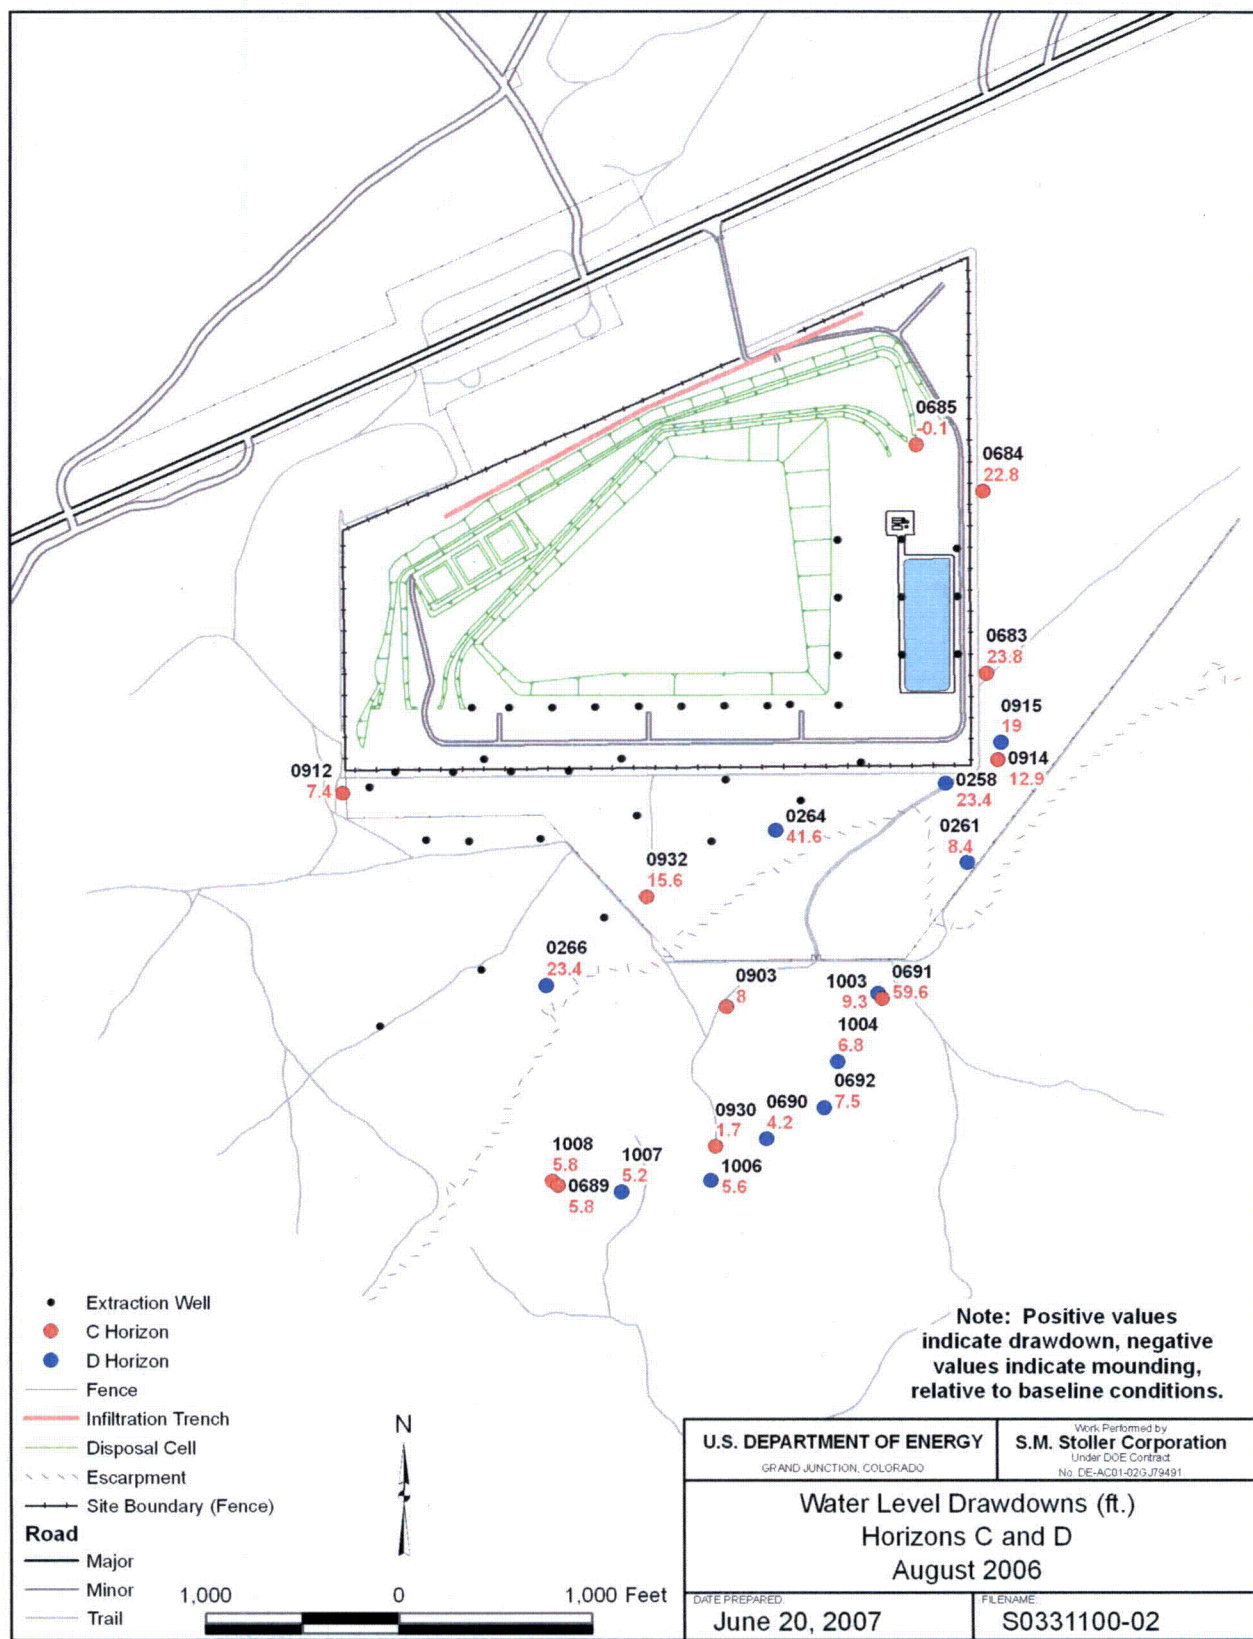 0685
-0.1
0684
22.8
0683
23.8
0915
19
0914
12.9
0912
7.4
0258
23.4
0264
41.6
0261
8.4
0932
15.6
0266
23.4
0903
8
1003
9.3
0691
59.6
1004
6.8
0692
7.5
0930
1.7
0690
4.2
1008
5.8
0689
5.8
1007
5.2
1006
5.6
Extraction Well
C Horizon
D Horizon
Fence
Infiltration Trench
Disposal Cell
Escarpment
Site Boundary (Fence)
Road
Major
Minor
Trail
N
1,000 0 1,000 Feet
Note: Positive values
indicate drawdown, negative
values indicate mounding,
relative to baseline conditions.
U.S. DEPARTMENT OF ENERGY
GRAND JUNCTION, COLORADO
Work Performed by
S.M. Stoller Corporation
Under DOE Contract
No. DE-AC01-02GJ79491
Water Level Drawdowns (ft.)
Horizons C and D
August 2006
DATE PREPARED:
June 20, 2007
FILENAME:
S0331100-02